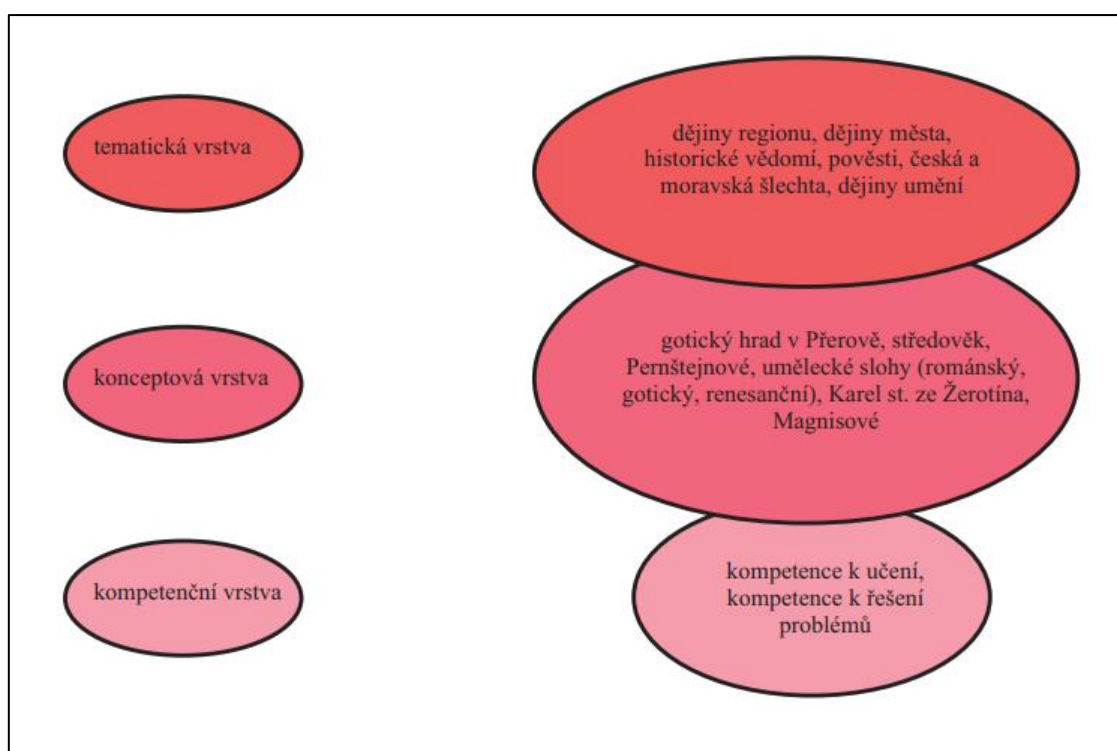 tematická vrstva
dějiny regionu, dějiny města,
historické vědomí, pověsti, česká a
moravská šlechta, dějiny umění
konceptová vrstva
gotický hrad v Přerově, středověk,
Pernštejnové, umělecké slohy (románský,
gotický, renesanční), Karel st. ze Žerotína,
Magnisové
kompetenční vrstva
kompetence k učení,
kompetence k řešení
problémů